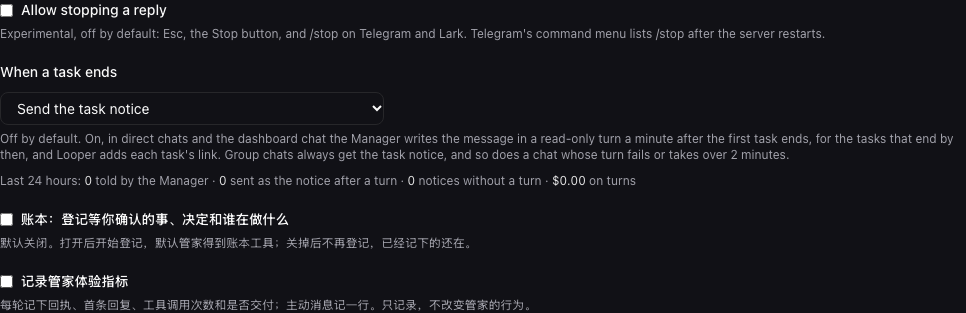 Allow stopping a reply
Experimental, off by default: Esc, the Stop button, and /stop on Telegram and Lark. Telegram's command menu lists /stop after the server restarts.
When a task ends
Send the task notice
Off by default. On, in direct chats and the dashboard chat the Manager writes the message in a read-only turn a minute after the first task ends, for the tasks that end by
then, and Looper adds each task's link. Group chats always get the task notice, and so does a chat whose turn fails or takes over 2 minutes.
Last 24 hours: 0 told by the Manager · 0 sent as the notice after a turn · 0 notices without a turn · $0.00 on turns
账本：登记等你确认的事、决定和谁在做什么
默认关闭。打开后开始登记，默认管家得到账本工具；关掉后不再登记，已经记下的还在。
记录管家体验指标
每轮记下回执、首条回复、工具调用次数和是否交付；主动消息记一行。只记录，不改变管家的行为。